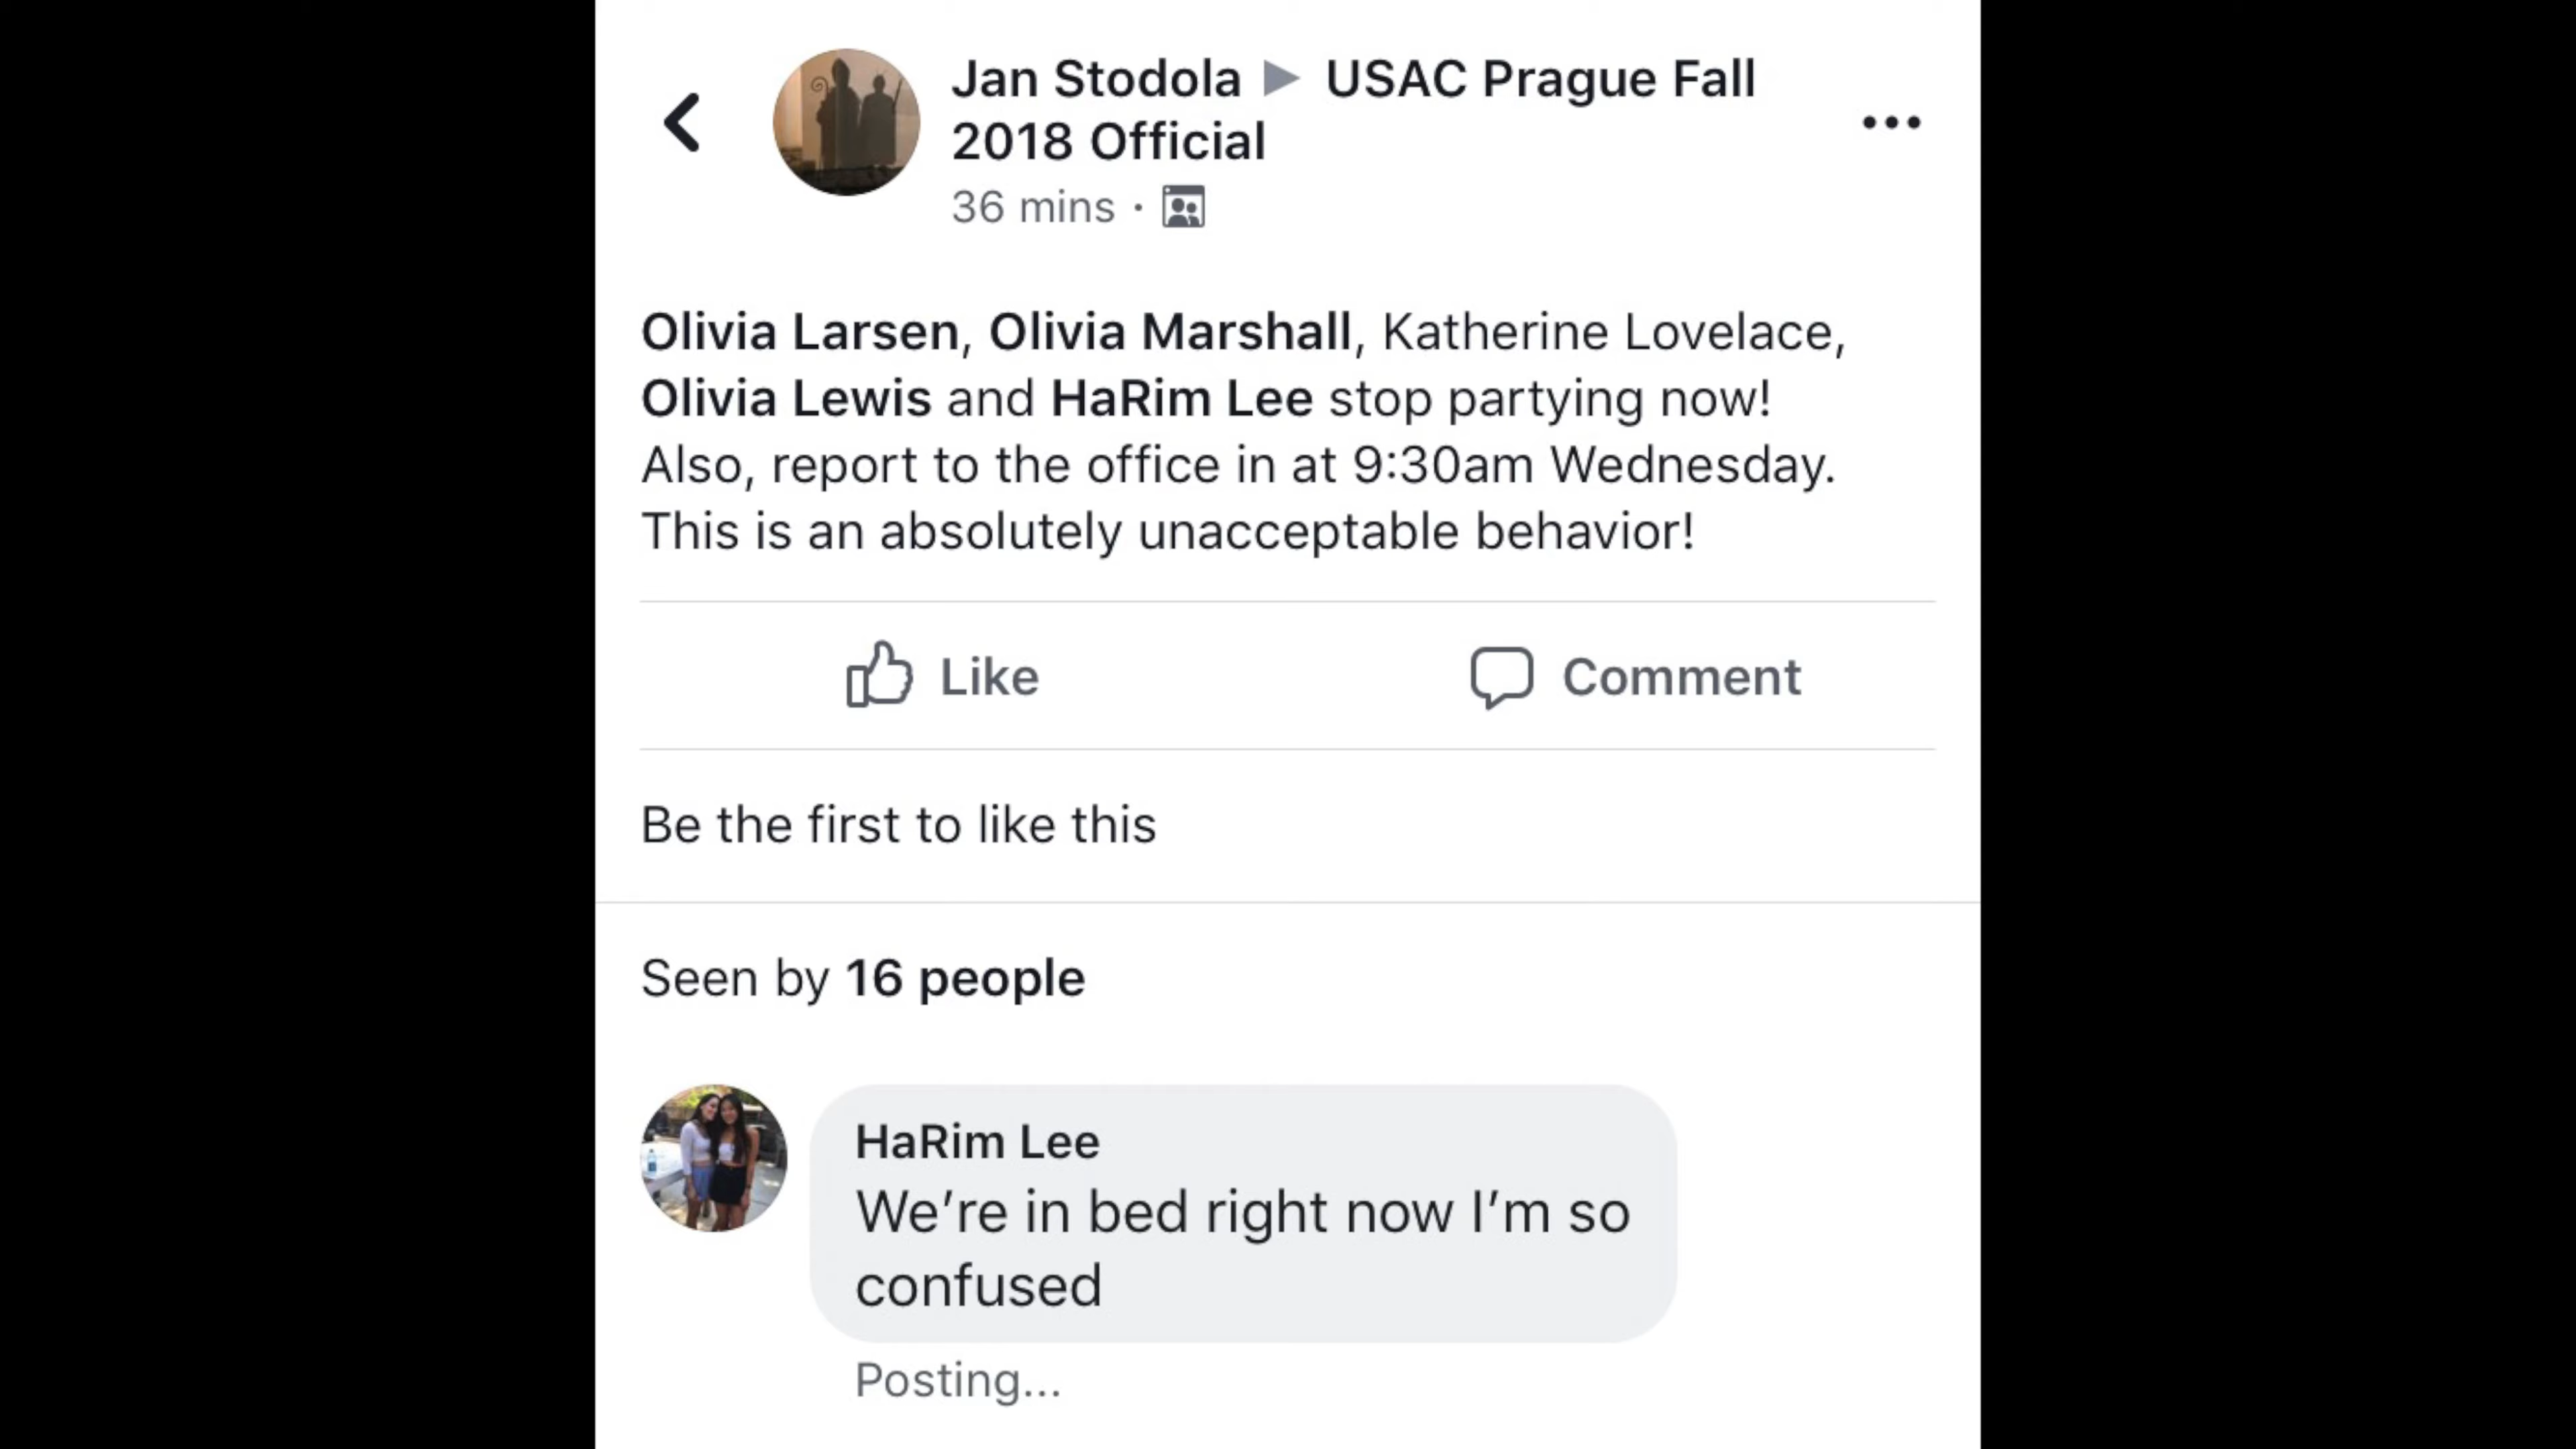 Jan Stodola ▶ USAC Prague Fall
2018 Official
36 mins ·
Olivia Larsen, Olivia Marshall, Katherine Lovelace,
Olivia Lewis and HaRim Lee stop partying now!
Also, report to the office in at 9:30am Wednesday.
This is an absolutely unacceptable behavior!
Like
Comment
Be the first to like this
Seen by 16 people
HaRim Lee
We’re in bed right now I’m so
confused
Posting...